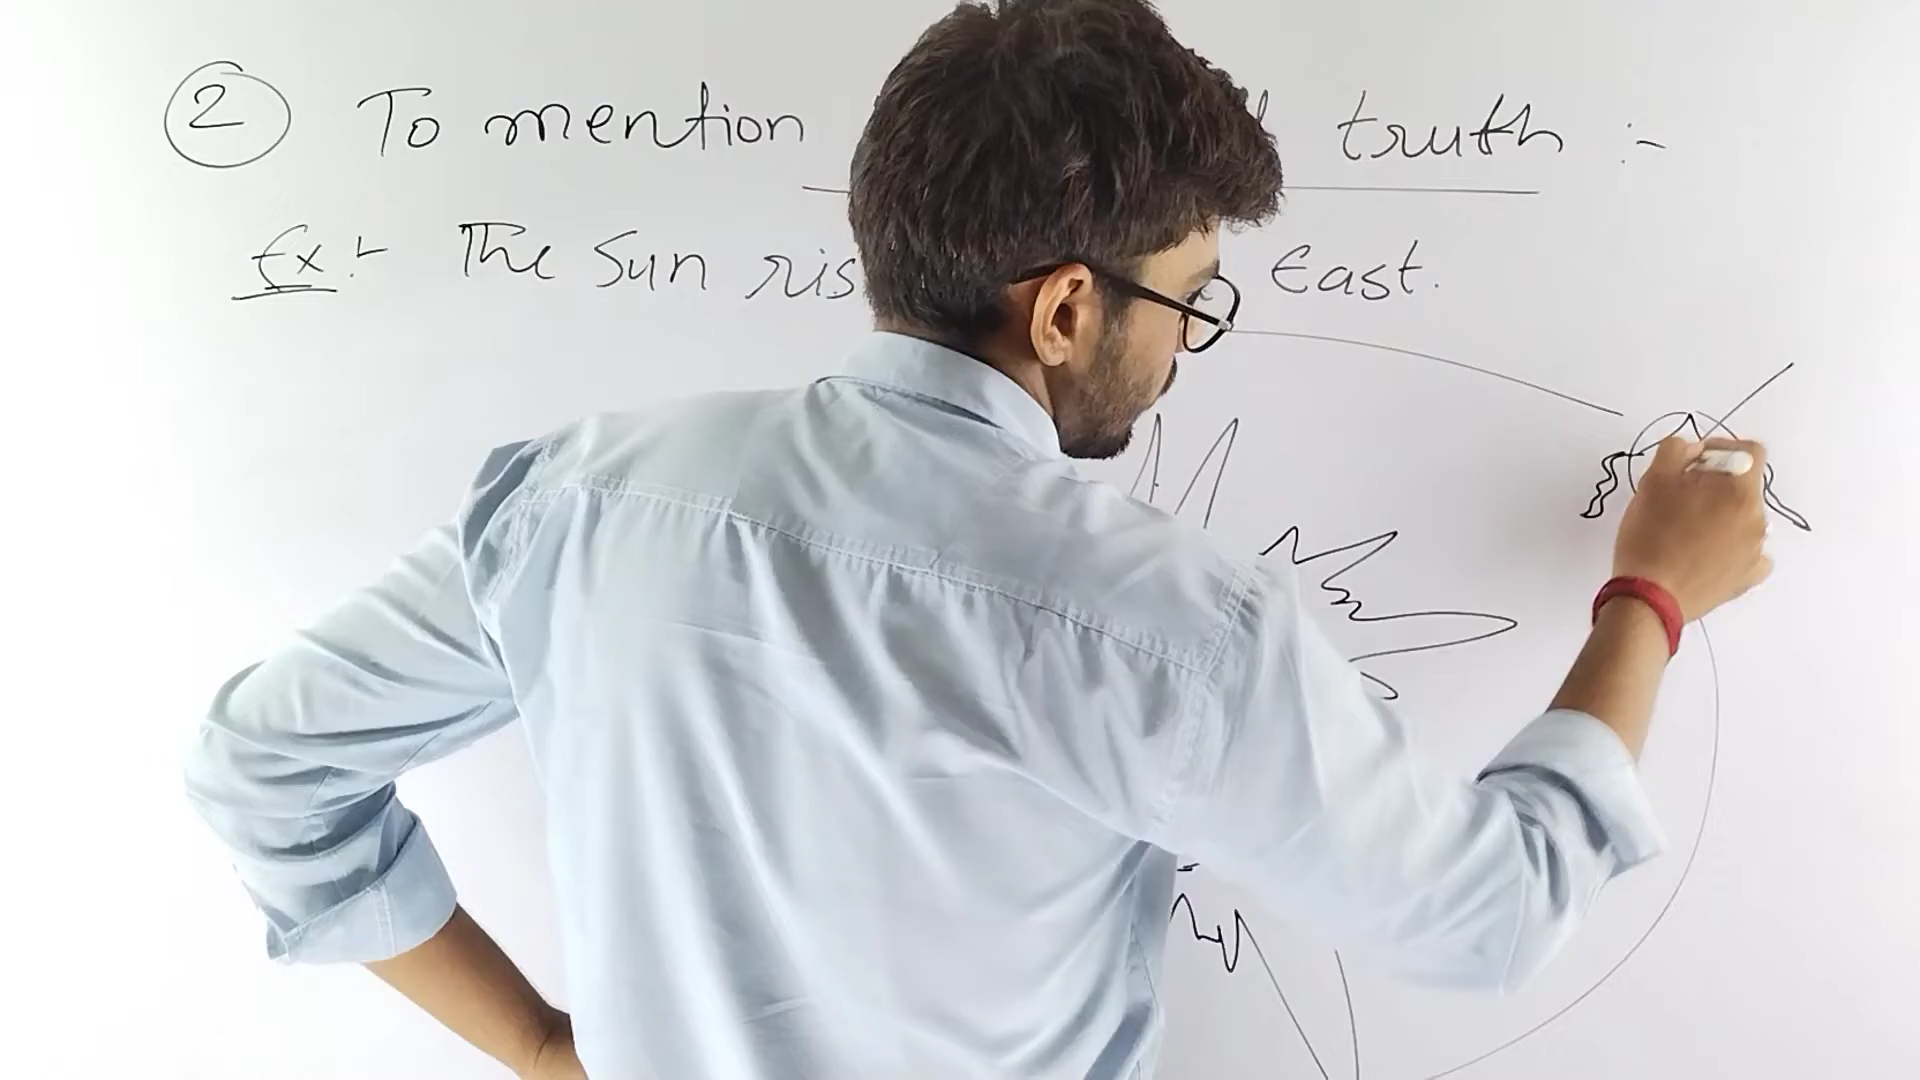 2 To mention truth :-
Ex:- The Sun ris East.